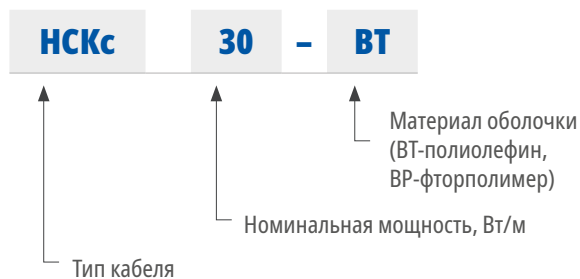 НСКс 30 – ВТ
Материал оболочки
(ВТ-полиолефин,
ВР-фторполимер)
Номинальная мощность, Вт/м
Тип кабеля